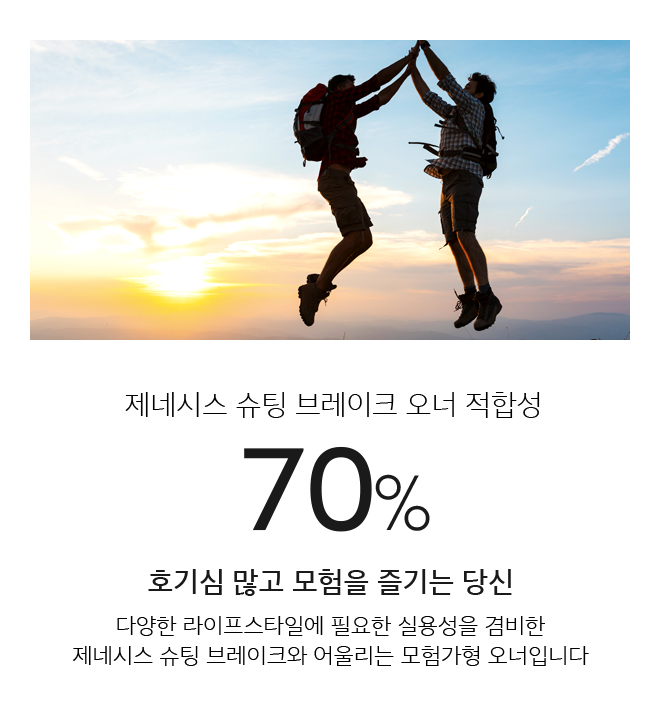 제네시스 슈팅 브레이크 오너 적합성
70%
호기심 많고 모험을 즐기는 당신
다양한 라이프스타일에 필요한 실용성을 겸비한
제네시스 슈팅 브레이크와 어울리는 모험가형 오너입니다